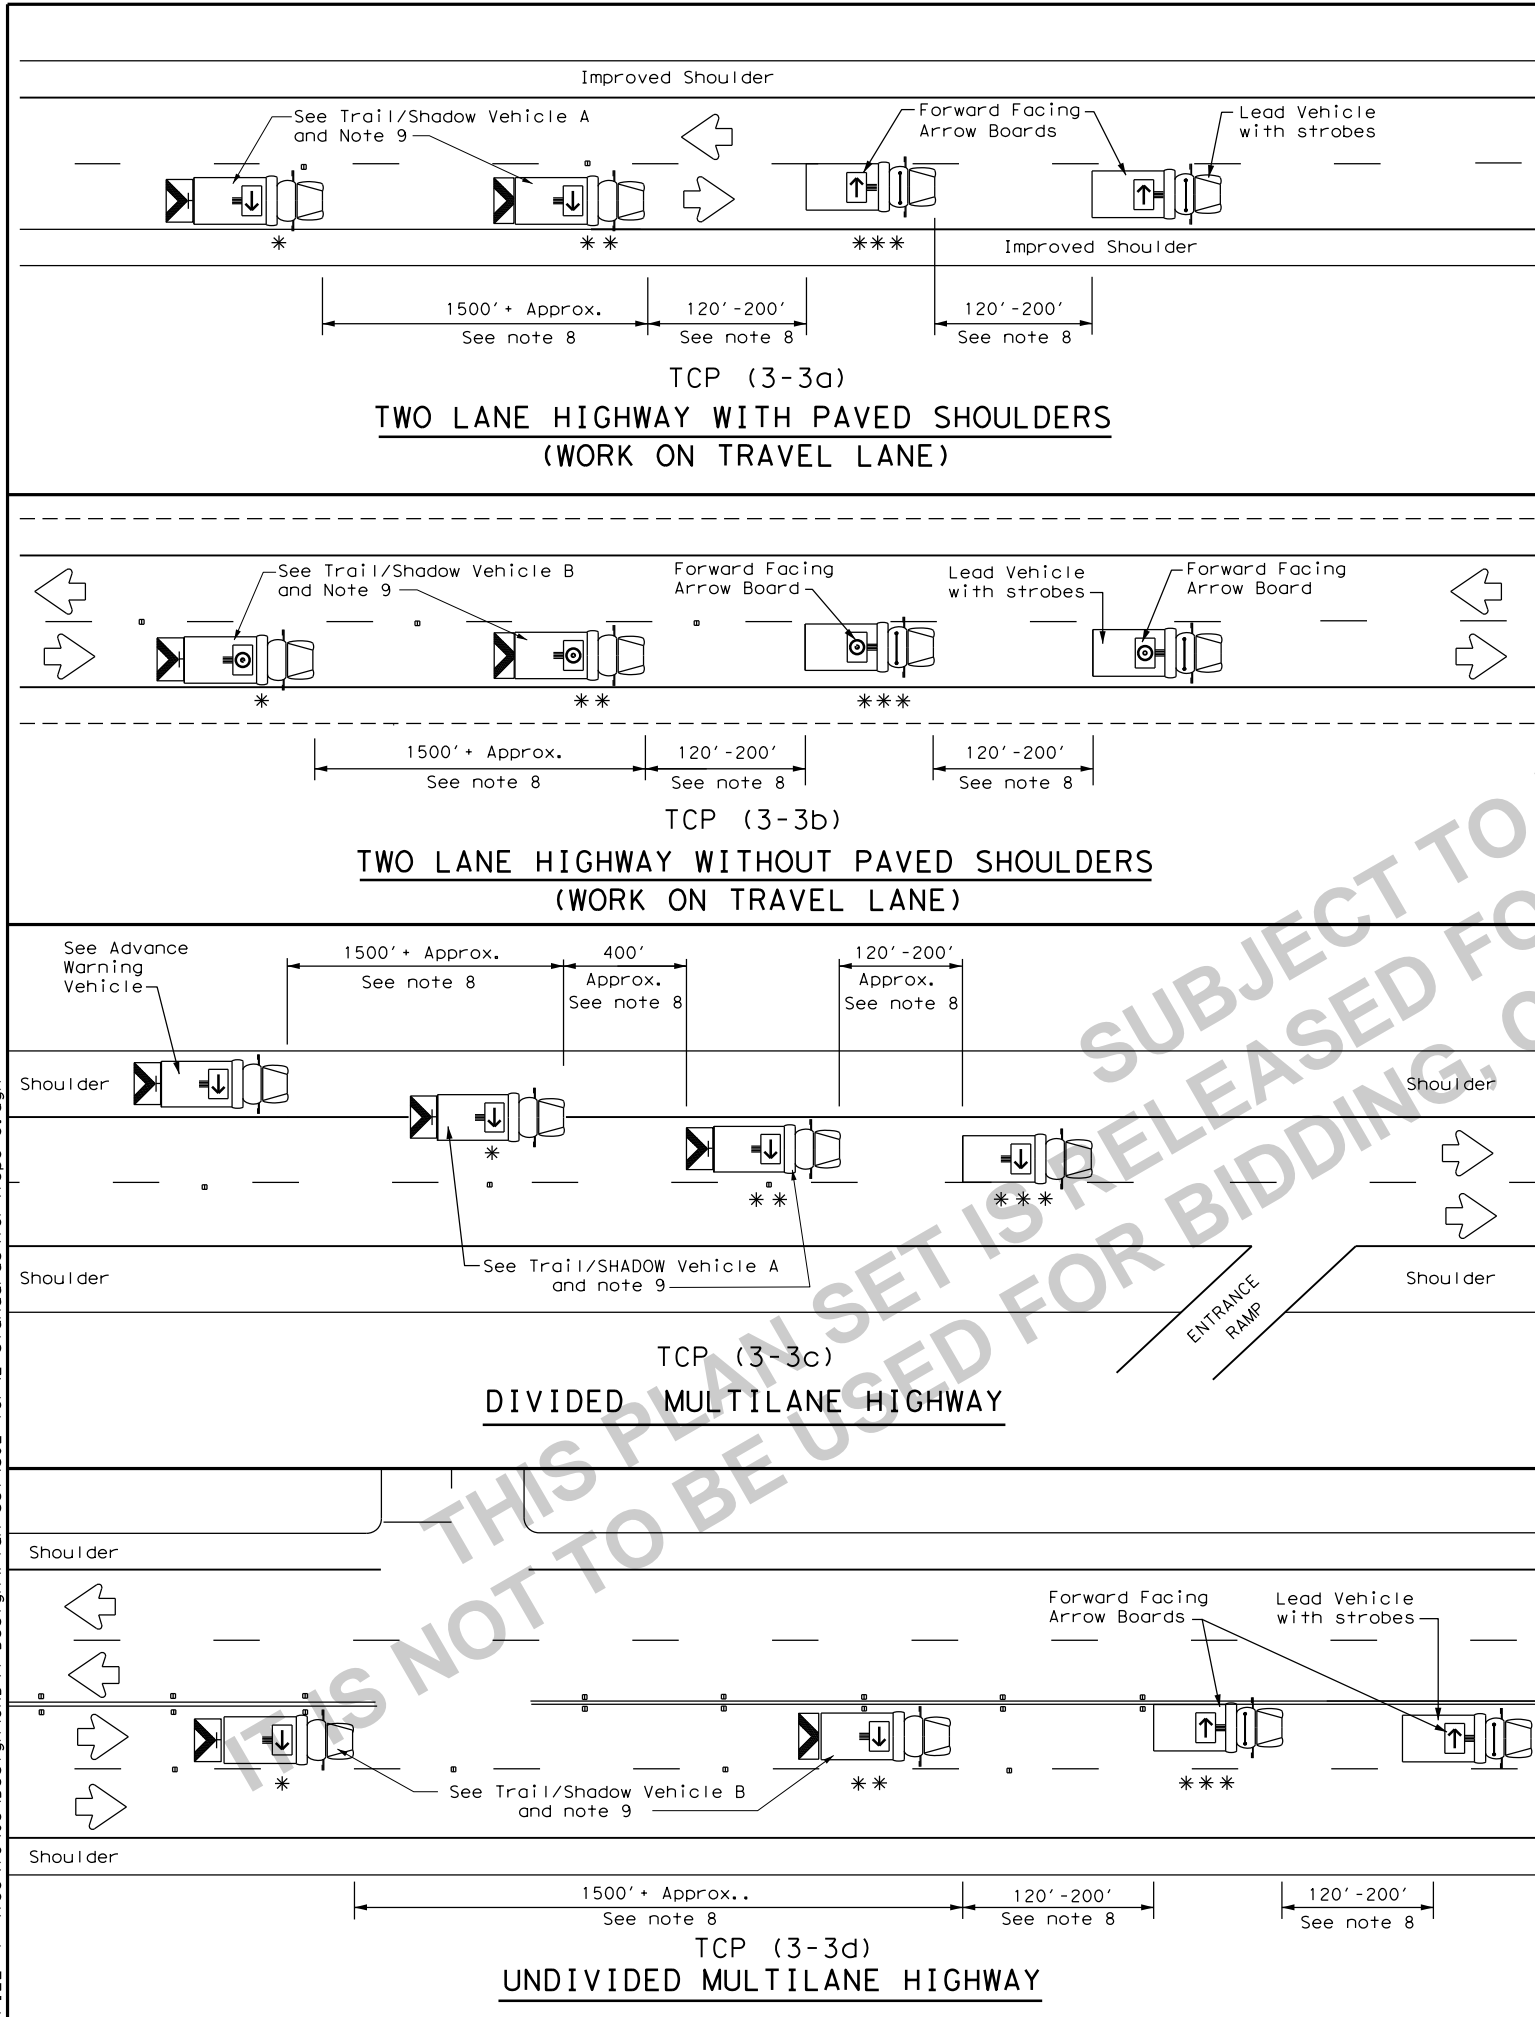 Improved Shoulder
See Trail/Shadow Vehicle A
and Note 9
Forward Facing
Arrow Boards
Lead Vehicle
with strobes
*
**
***
Improved Shoulder
1500'+ Approx.
See note 8
120'-200'
See note 8
120'-200'
See note 8
TCP (3-3a)
TWO LANE HIGHWAY WITH PAVED SHOULDERS
(WORK ON TRAVEL LANE)
See Trail/Shadow Vehicle B
and Note 9
Forward Facing
Arrow Board
Lead Vehicle
with strobes
Forward Facing
Arrow Board
*
**
***
1500'+ Approx.
See note 8
120'-200'
See note 8
120'-200'
See note 8
TCP (3-3b)
TWO LANE HIGHWAY WITHOUT PAVED SHOULDERS
(WORK ON TRAVEL LANE)
See Advance
Warning
Vehicle
1500'+ Approx.
See note 8
400'
Approx.
See note 8
120'-200'
Approx.
See note 8
Shoulder
Shoulder
*
**
***
See Trail/SHADOW Vehicle A
and note 9
Shoulder
Shoulder
ENTRANCE
RAMP
TCP (3-3c)
DIVIDED MULTILANE HIGHWAY
Shoulder
Forward Facing
Arrow Boards
Lead Vehicle
with strobes
*
**
***
See Trail/Shadow Vehicle B
and note 9
Shoulder
1500'+ Approx..
See note 8
120'-200'
See note 8
120'-200'
See note 8
TCP (3-3d)
UNDIVIDED MULTILANE HIGHWAY
THIS PLAN SET IS RELEASED
SUBJECT TO
IT IS NOT TO BE USED FOR BIDDING,